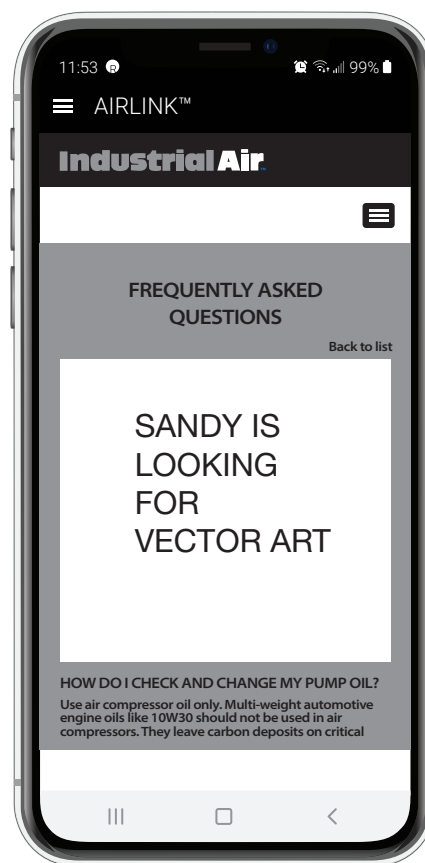 11:53 R 99%
AIRLINK™
Industrial Air
FREQUENTLY ASKED
QUESTIONS
Back to list
SANDY IS
LOOKING
FOR
VECTOR ART
HOW DO I CHECK AND CHANGE MY PUMP OIL?
Use air compressor oil only. Multi-weight automotive
engine oils like 10W30 should not be used in air
compressors. They leave carbon deposits on critical